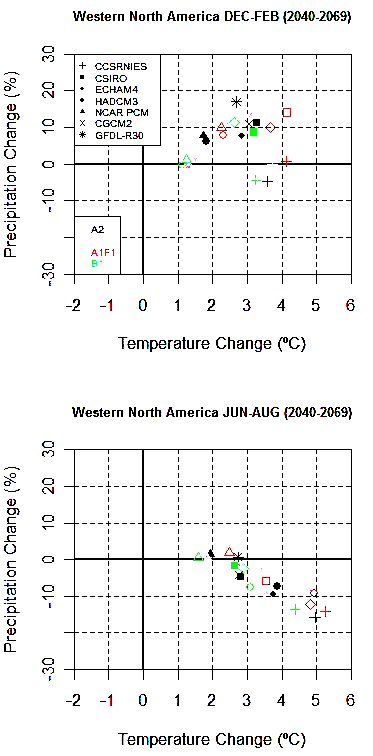 Western North America DEC-FEB (2040-2069)
Precipitation Change (%)
30
20
10
0
-10
-30
CCSRNIES
CSIRO
ECHAM4
HADCM3
NCAR PCM
CGCM2
GFDL-R30
A2
A1F1
B1
-2 -1 0 1 2 3 4 5 6
Temperature Change (ºC)
Western North America JUN-AUG (2040-2069)
Precipitation Change (%)
30
20
10
0
-10
-30
-2 -1 0 1 2 3 4 5 6
Temperature Change (ºC)